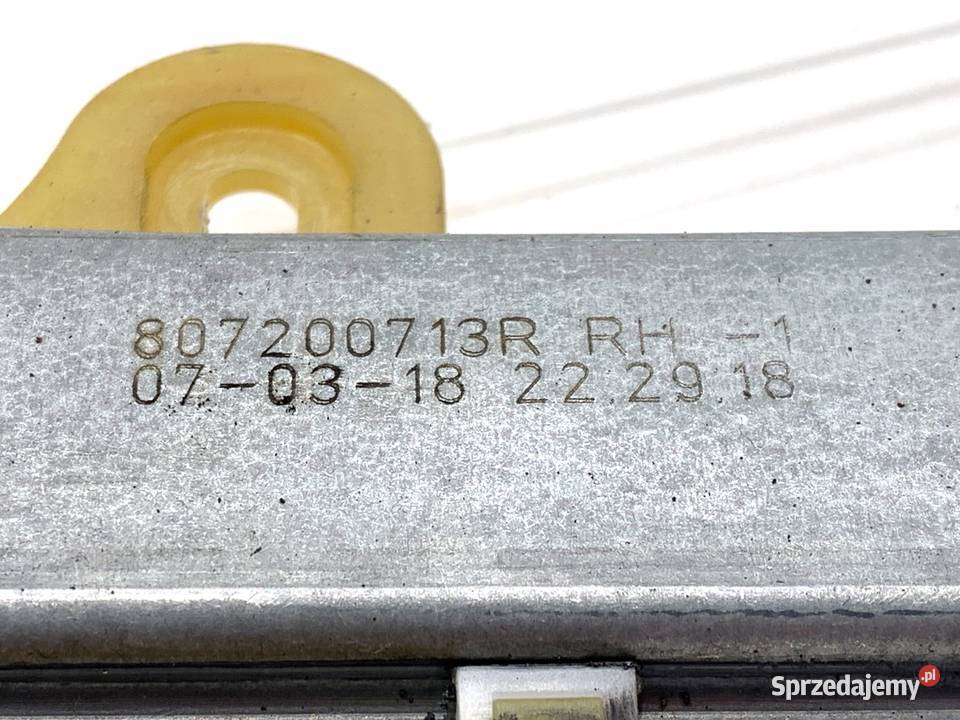 807200713R RH -1
07-03-18 22.29.18
Sprzedajemy.pl